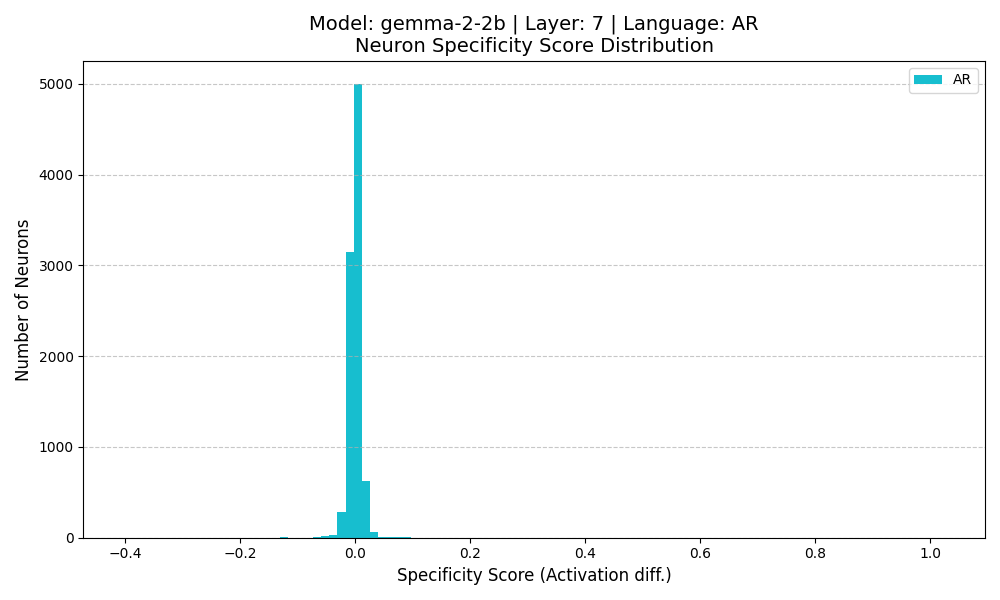 Model: gemma-2-2b | Layer: 7 | Language: AR
Neuron Specificity Score Distribution
AR
5000
4000
3000
2000
1000
0
Number of Neurons
−0.4 −0.2 0.0 0.2 0.4 0.6 0.8 1.0
Specificity Score (Activation diff.)